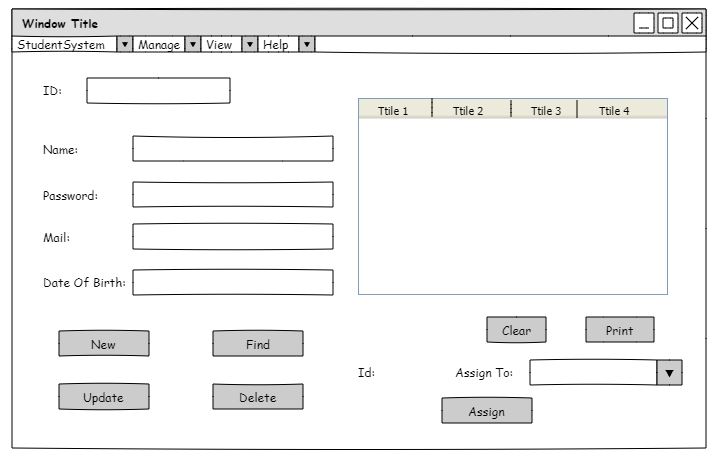 Window Title
StudentSystem Manage View Help
ID:
Ttile 1 Ttile 2 Ttile 3 Ttile 4
Name:
Password:
Mail:
Date Of Birth:
Clear Print
New Find
Id: Assign To:
Update Delete
Assign